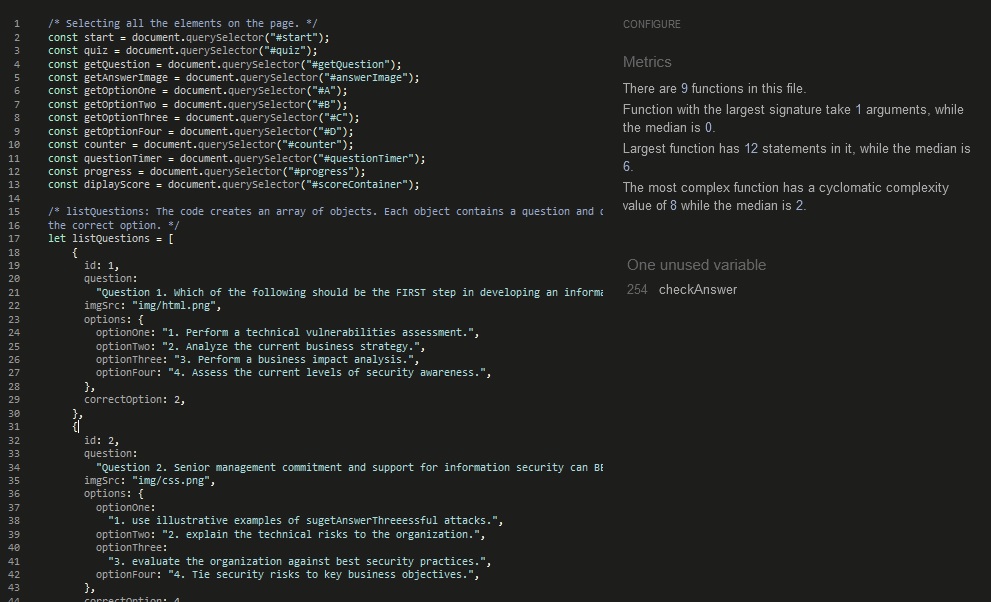 1 /* Selecting all the elements on the page. */
2 const start = document.querySelector("#start");
3 const quiz = document.querySelector("#quiz");
4 const getQuestion = document.querySelector("#getQuestion");
5 const getAnswerImage = document.querySelector("#answerImage");
6 const getOptionOne = document.querySelector("#A");
7 const getOptionTwo = document.querySelector("#B");
8 const getOptionThree = document.querySelector("#C");
9 const getOptionFour = document.querySelector("#D");
10 const counter = document.querySelector("#counter");
11 const questionTimer = document.querySelector("#questionTimer");
12 const progress = document.querySelector("#progress");
13 const diplayScore = document.querySelector("#scoreContainer");
14
15 /* listQuestions: The code creates an array of objects. Each object contains a question and
16 the correct option. */
17 let listQuestions = [
18 {
19 id: 1,
20 question:
21 "Question 1. Which of the following should be the FIRST step in developing an informa
22 imgSrc: "img/html.png",
23 options: {
24 optionOne: "1. Perform a technical vulnerabilities assessment.",
25 optionTwo: "2. Analyze the current business strategy.",
26 optionThree: "3. Perform a business impact analysis.",
27 optionFour: "4. Assess the current levels of security awareness.",
28 },
29 correctOption: 2,
30 },
31 {
32 id: 2,
33 question:
34 "Question 2. Senior management commitment and support for information security can BE
35 imgSrc: "img/css.png",
36 options: {
37 optionOne:
38 "1. use illustrative examples of sugetAnswerThreeessful attacks.",
39 optionTwo: "2. explain the technical risks to the organization.",
40 optionThree:
41 "3. evaluate the organization against best security practices.",
42 optionFour: "4. Tie security risks to key business objectives.",
43 },
44 correctOption: 4
CONFIGURE
Metrics
There are 9 functions in this file.
Function with the largest signature take 1 arguments, while
the median is 0.
Largest function has 12 statements in it, while the median is
6.
The most complex function has a cyclomatic complexity
value of 8 while the median is 2.
One unused variable
254 checkAnswer